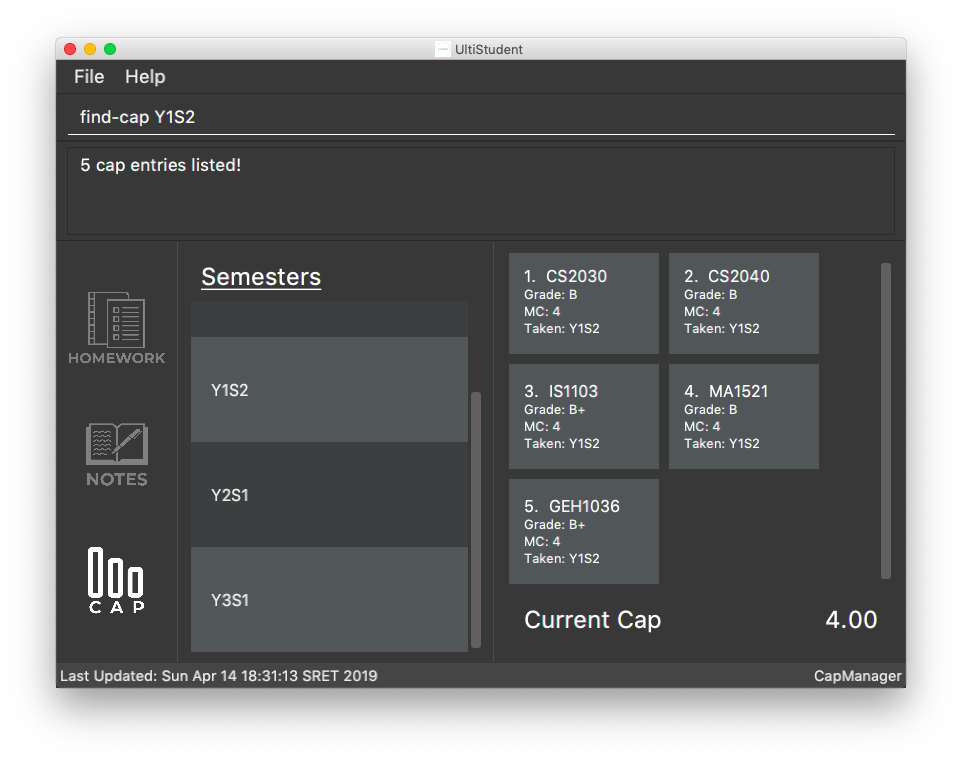 UltiStudent
File Help
find-cap Y1S2
5 cap entries listed!
HOMEWORK
NOTES
CAP
Semesters
Y1S2
Y2S1
Y3S1
1. CS2030
Grade: B
MC: 4
Taken: Y1S2
2. CS2040
Grade: B
MC: 4
Taken: Y1S2
3. IS1103
Grade: B+
MC: 4
Taken: Y1S2
4. MA1521
Grade: B
MC: 4
Taken: Y1S2
5. GEH1036
Grade: B+
MC: 4
Taken: Y1S2
Current Cap 4.00
Last Updated: Sun Apr 14 18:31:13 SRET 2019 CapManager